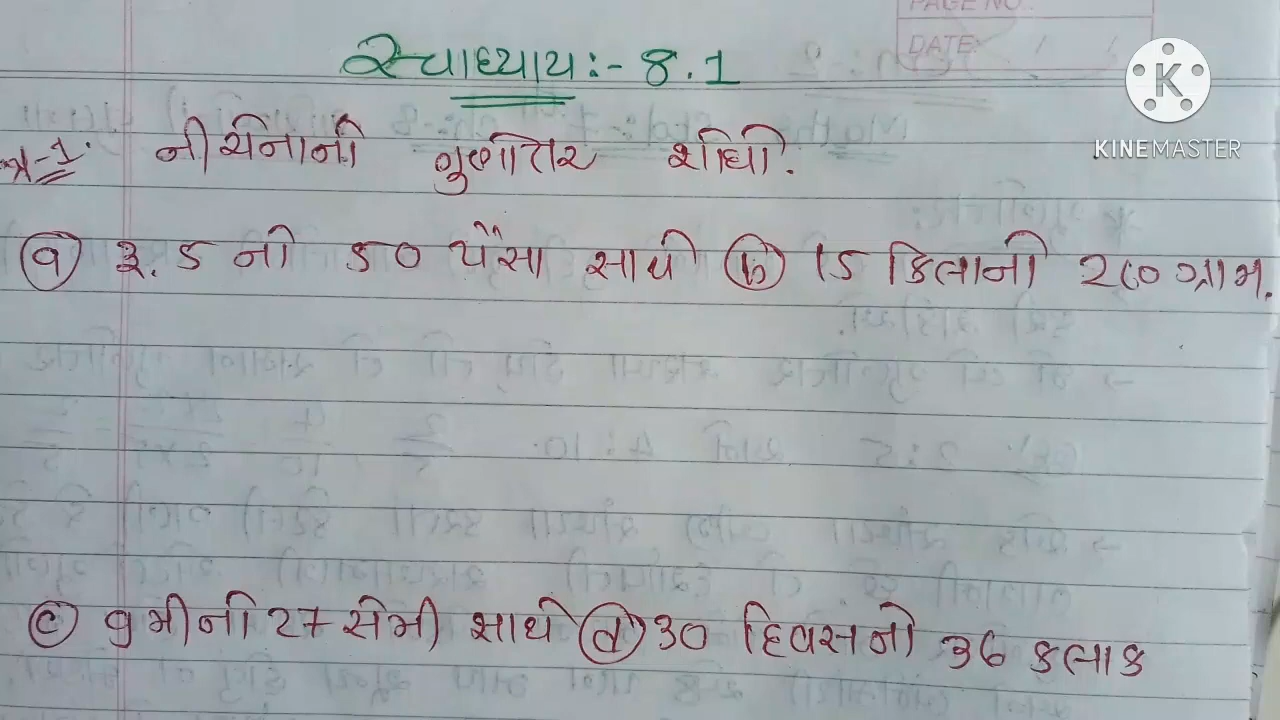 PAGE NO.:
DATE: / /
સ્વાધ્યાય:- 8.1
K
KINEMASTER
પ્ર-1. નીચેનાનો ગુણોત્તર શોધો.
(a) રૂ. 5 નો 50 પૈસા સાથે (b) 15 કિલોનો 210 ગ્રામ.
(c) 9 મીનો 27 સેમી સાથે (d) 30 દિવસનો 36 કલાક